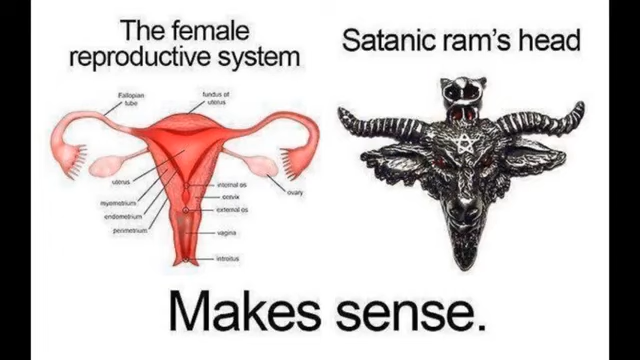 The female
reproductive system
Satanic ram's head
Fallopian
tube
fundus of
uterus
uterus
myometrium
endometrium
perimetrium
internal os
cervix
external os
ovary
vagina
introitus
Makes sense.